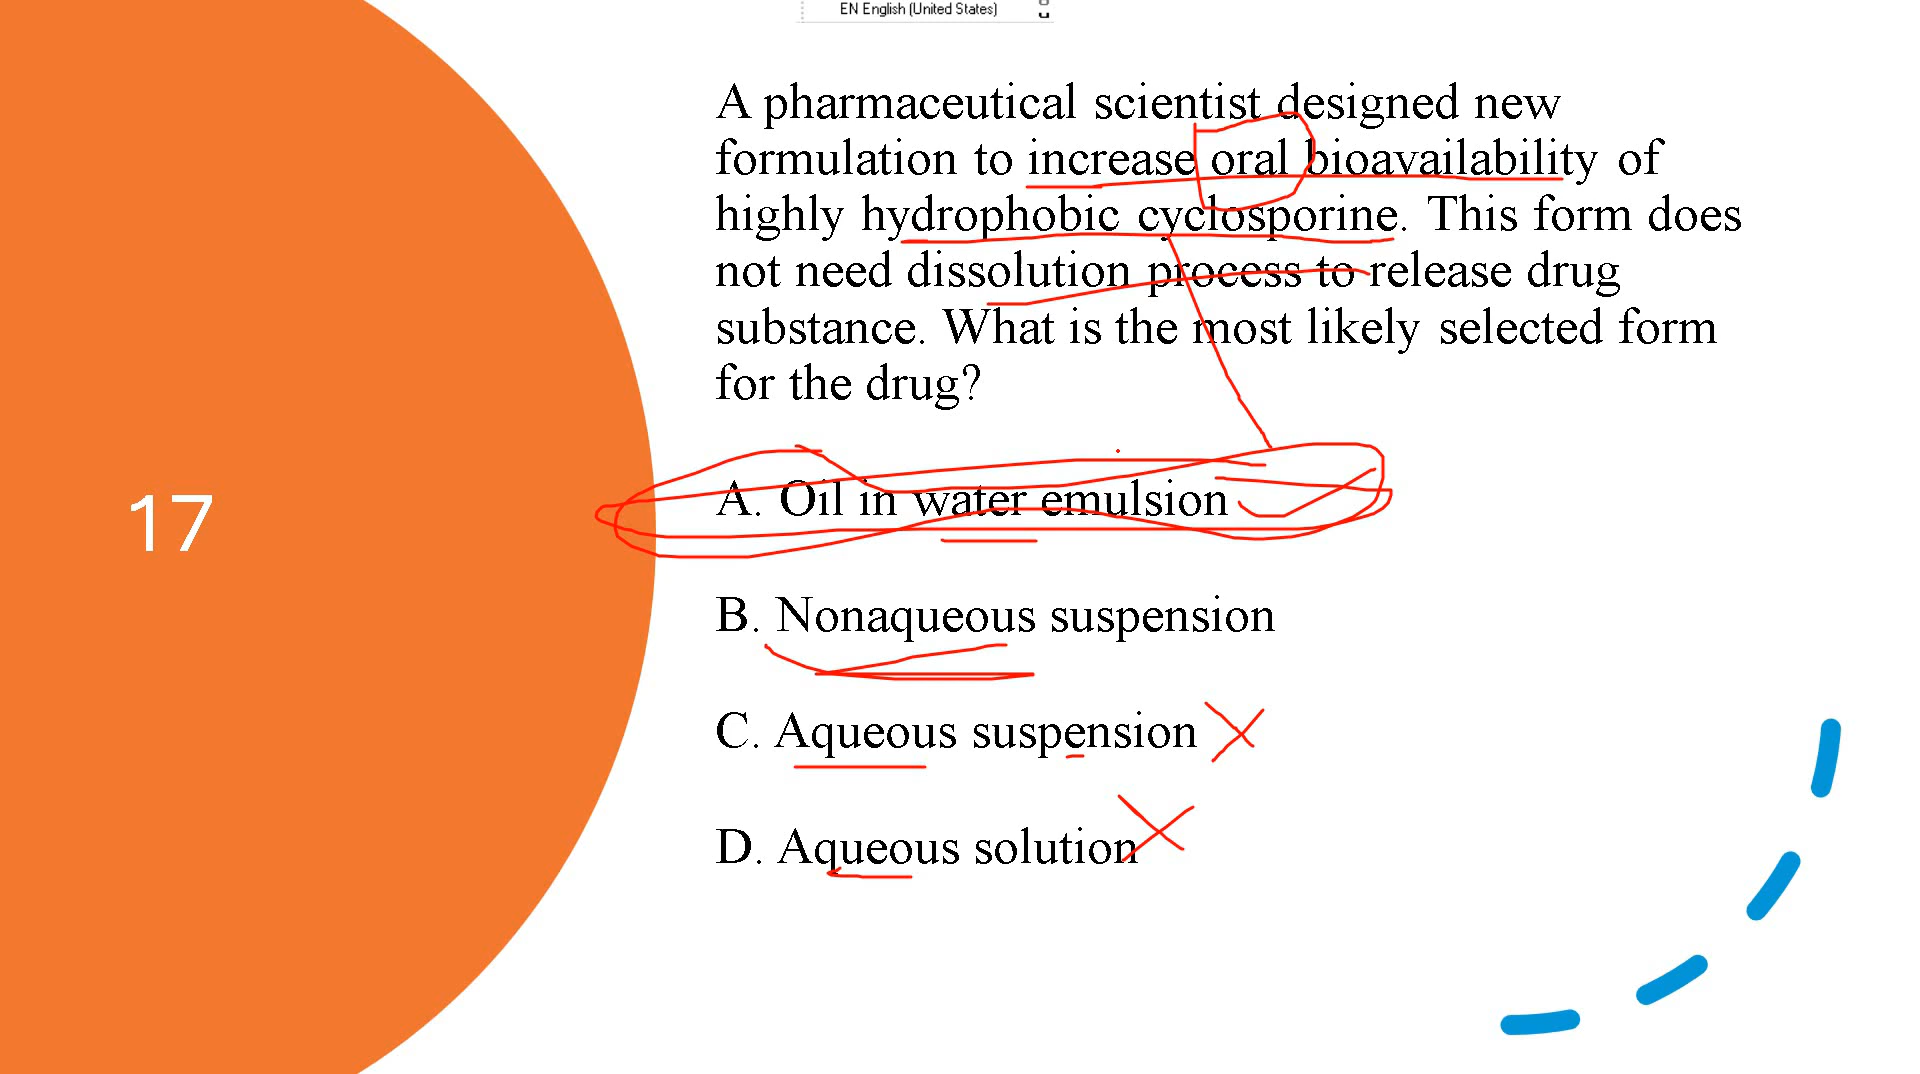 EN English (United States)
A pharmaceutical scientist designed new
formulation to increase oral bioavailability of
highly hydrophobic cyclosporine. This form does
not need dissolution process to release drug
substance. What is the most likely selected form
for the drug?
17
A. Oil in water emulsion
B. Nonaqueous suspension
C. Aqueous suspension
D. Aqueous solution